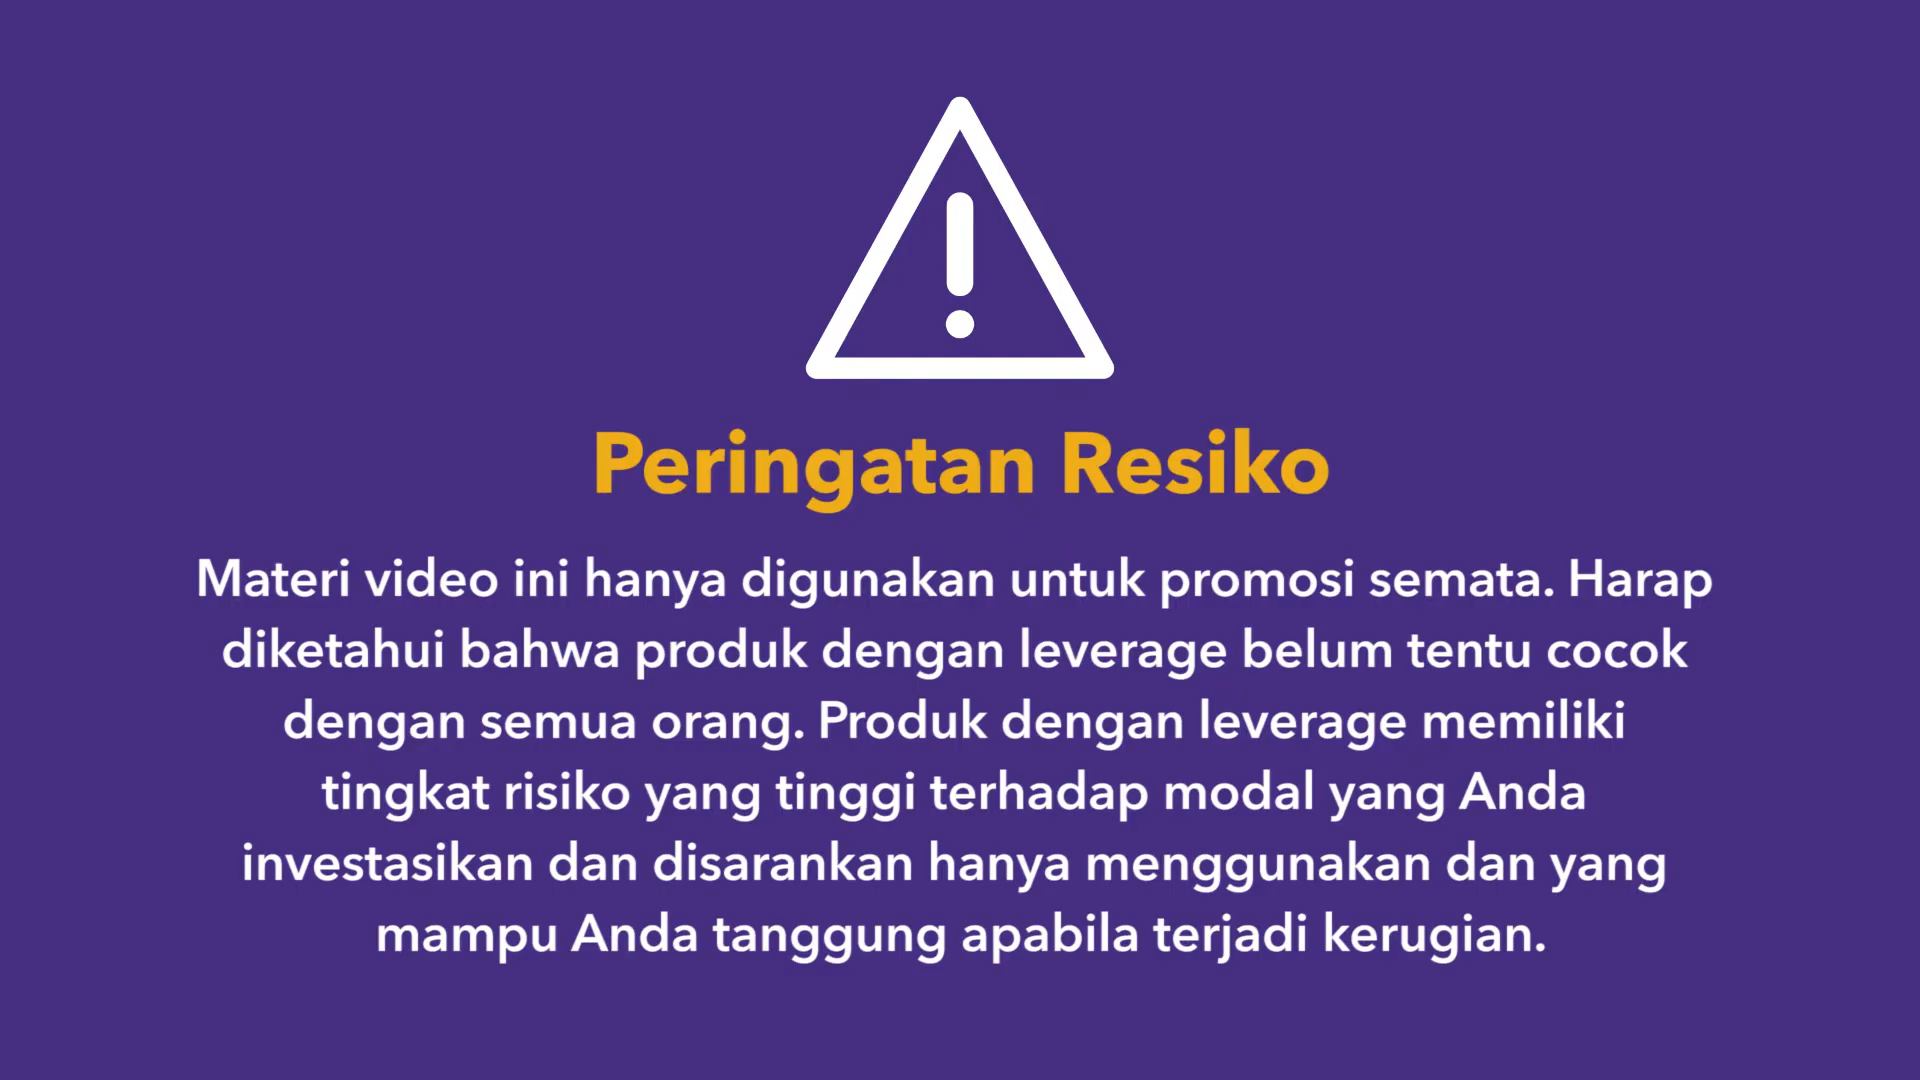 Peringatan Resiko
Materi video ini hanya digunakan untuk promosi semata. Harap
diketahui bahwa produk dengan leverage belum tentu cocok
dengan semua orang. Produk dengan leverage memiliki
tingkat risiko yang tinggi terhadap modal yang Anda
investasikan dan disarankan hanya menggunakan dan yang
mampu Anda tanggung apabila terjadi kerugian.